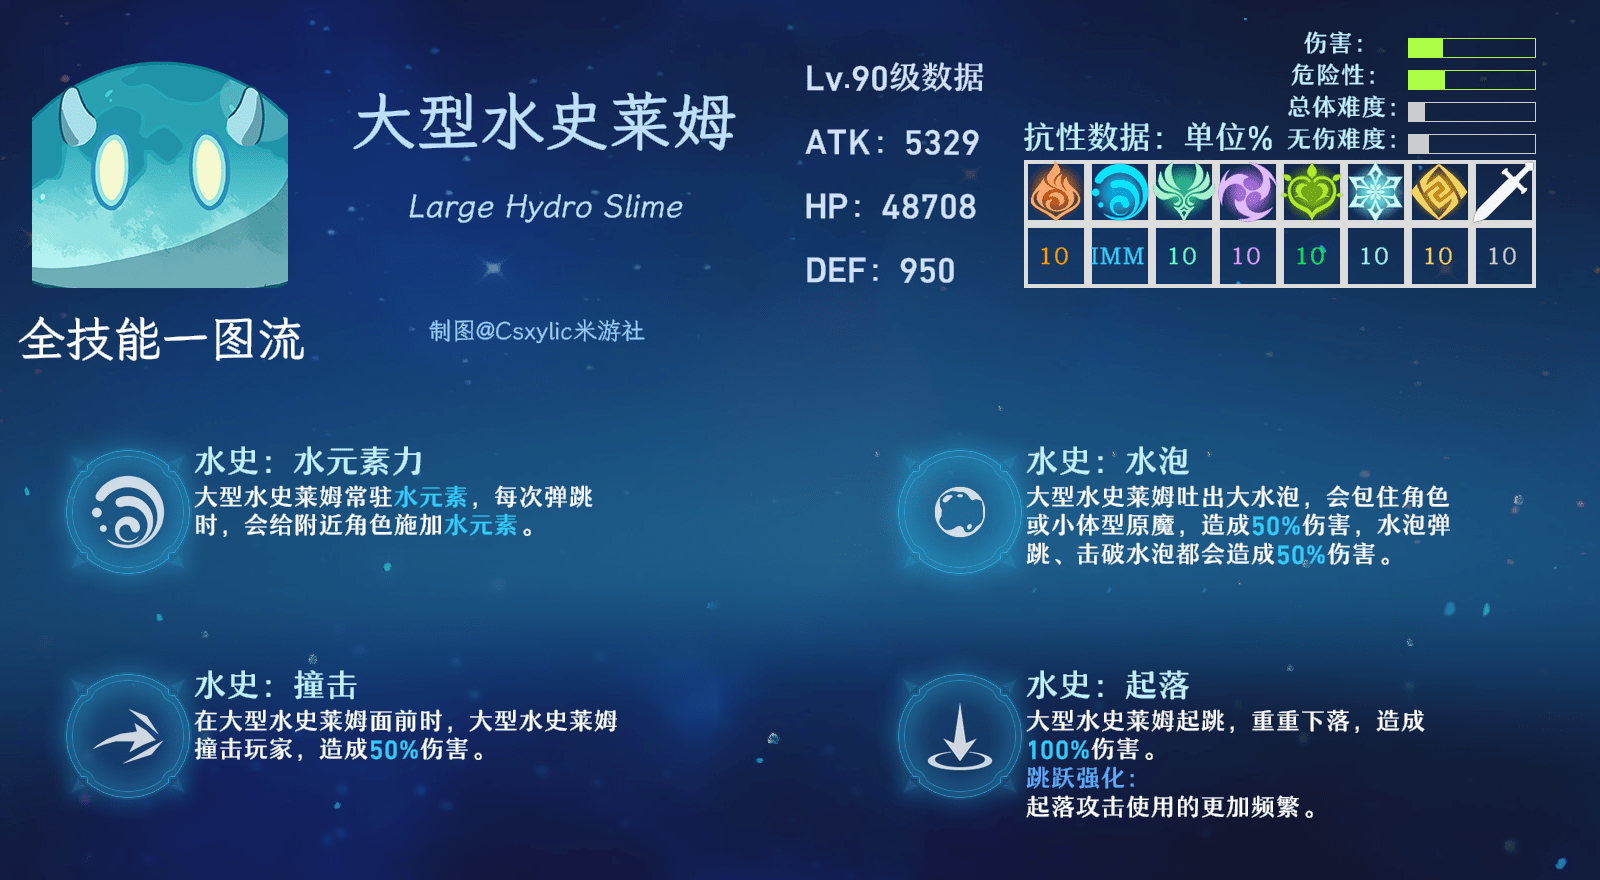 大型水史莱姆
Large Hydro Slime
全技能一图流
制图@Csxylic米游社
Lv.90级数据
ATK：5329
HP：48708
DEF：950
伤害：
危险性：
总体难度：
无伤难度：
抗性数据：单位%
10 IMM 10 10 10 10 10 10
水史：水元素力
大型水史莱姆常驻水元素，每次弹跳
时，会给附近角色施加水元素。
水史：水泡
大型水史莱姆吐出大水泡，会包住角色
或小体型原魔，造成50%伤害，水泡弹
跳、击破水泡都会造成50%伤害。
水史：撞击
在大型水史莱姆面前时，大型水史莱姆
撞击玩家，造成50%伤害。
水史：起落
大型水史莱姆起跳，重重下落，造成
100%伤害。
跳跃强化：
起落攻击使用的更加频繁。